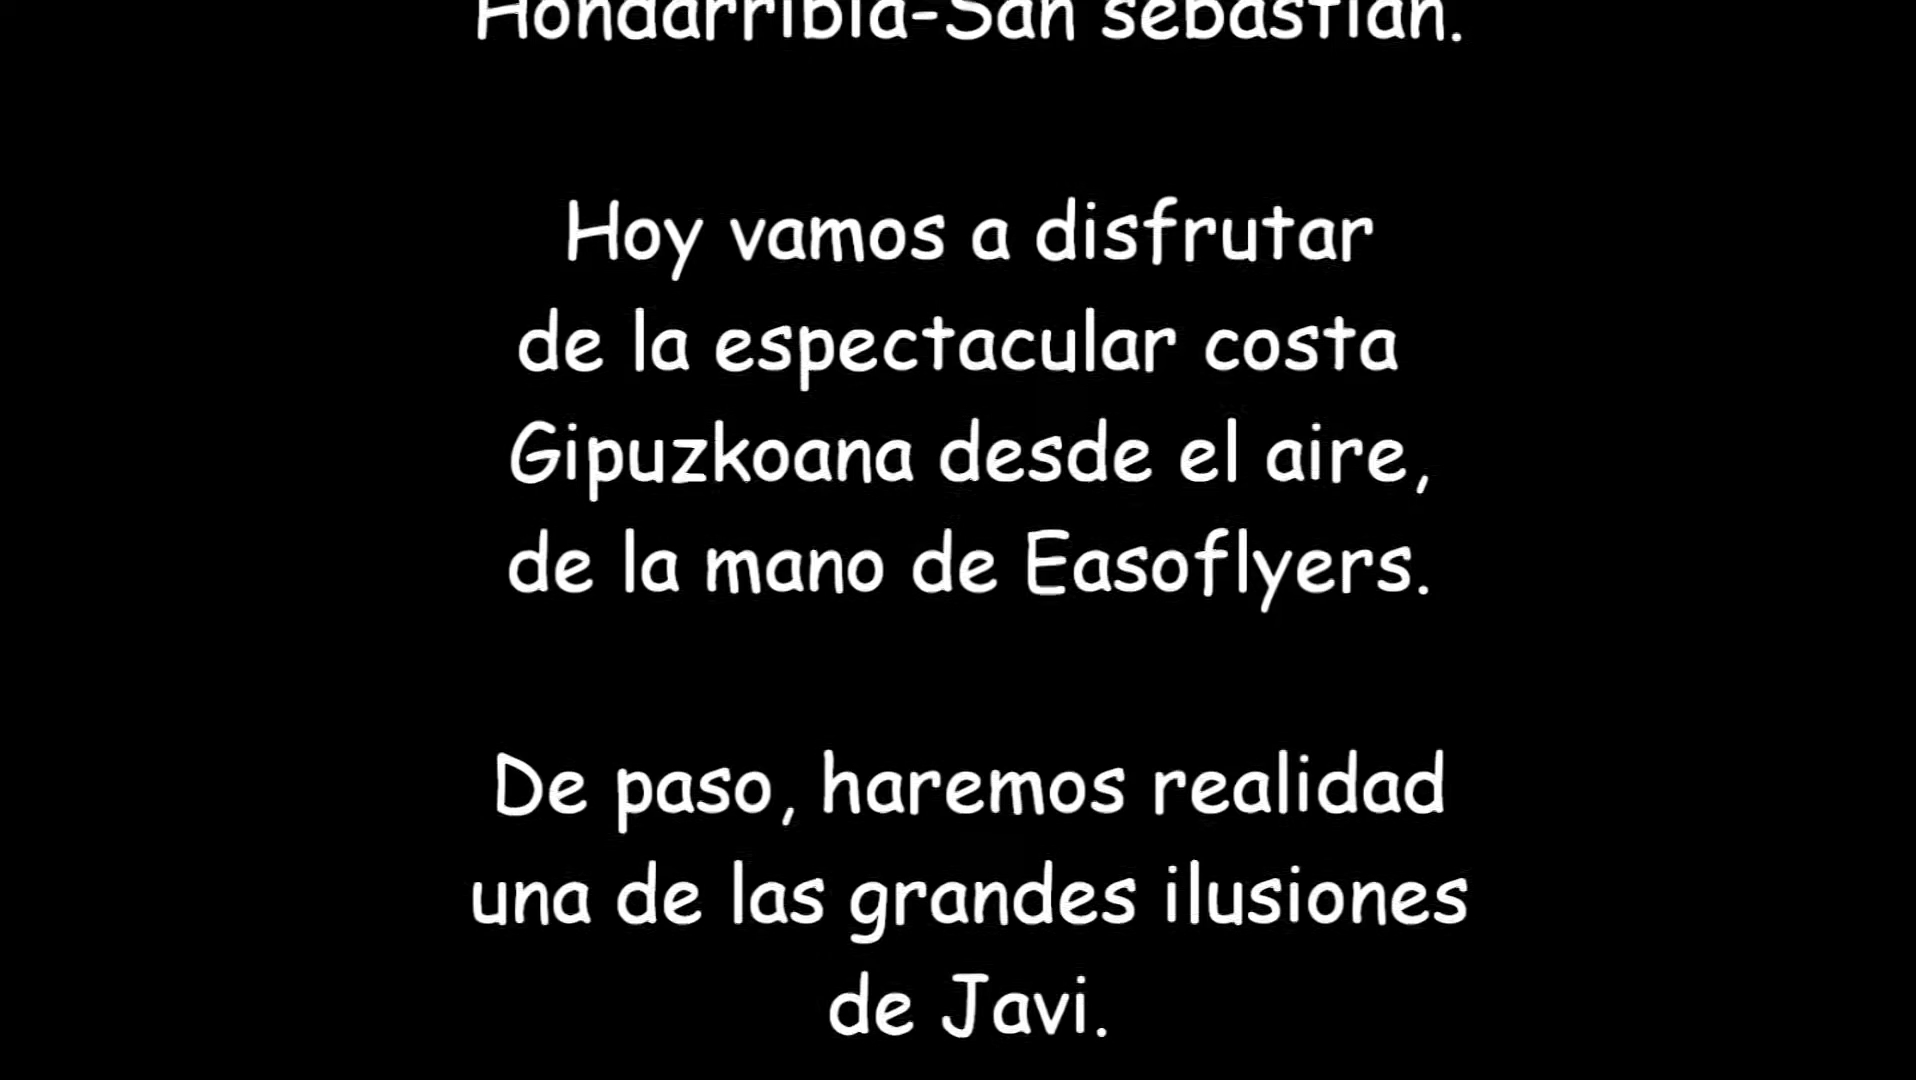 Hondarribia-San sebastian.
Hoy vamos a disfrutar
de la espectacular costa
Gipuzkoana desde el aire,
de la mano de Easoflyers.
De paso, haremos realidad
una de las grandes ilusiones
de Javi.